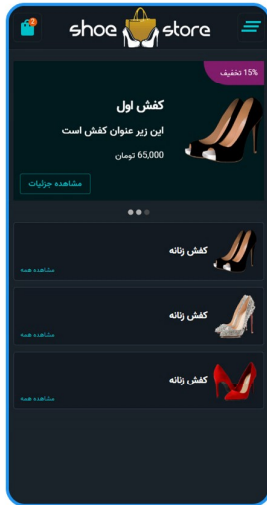 2
shoe store
15% تخفیف
کفش اول
این زیر عنوان کفش است
65,000 تومان
مشاهده جزئیات
کفش زنانه
مشاهده همه
کفش زنانه
مشاهده همه
کفش زنانه
مشاهده همه